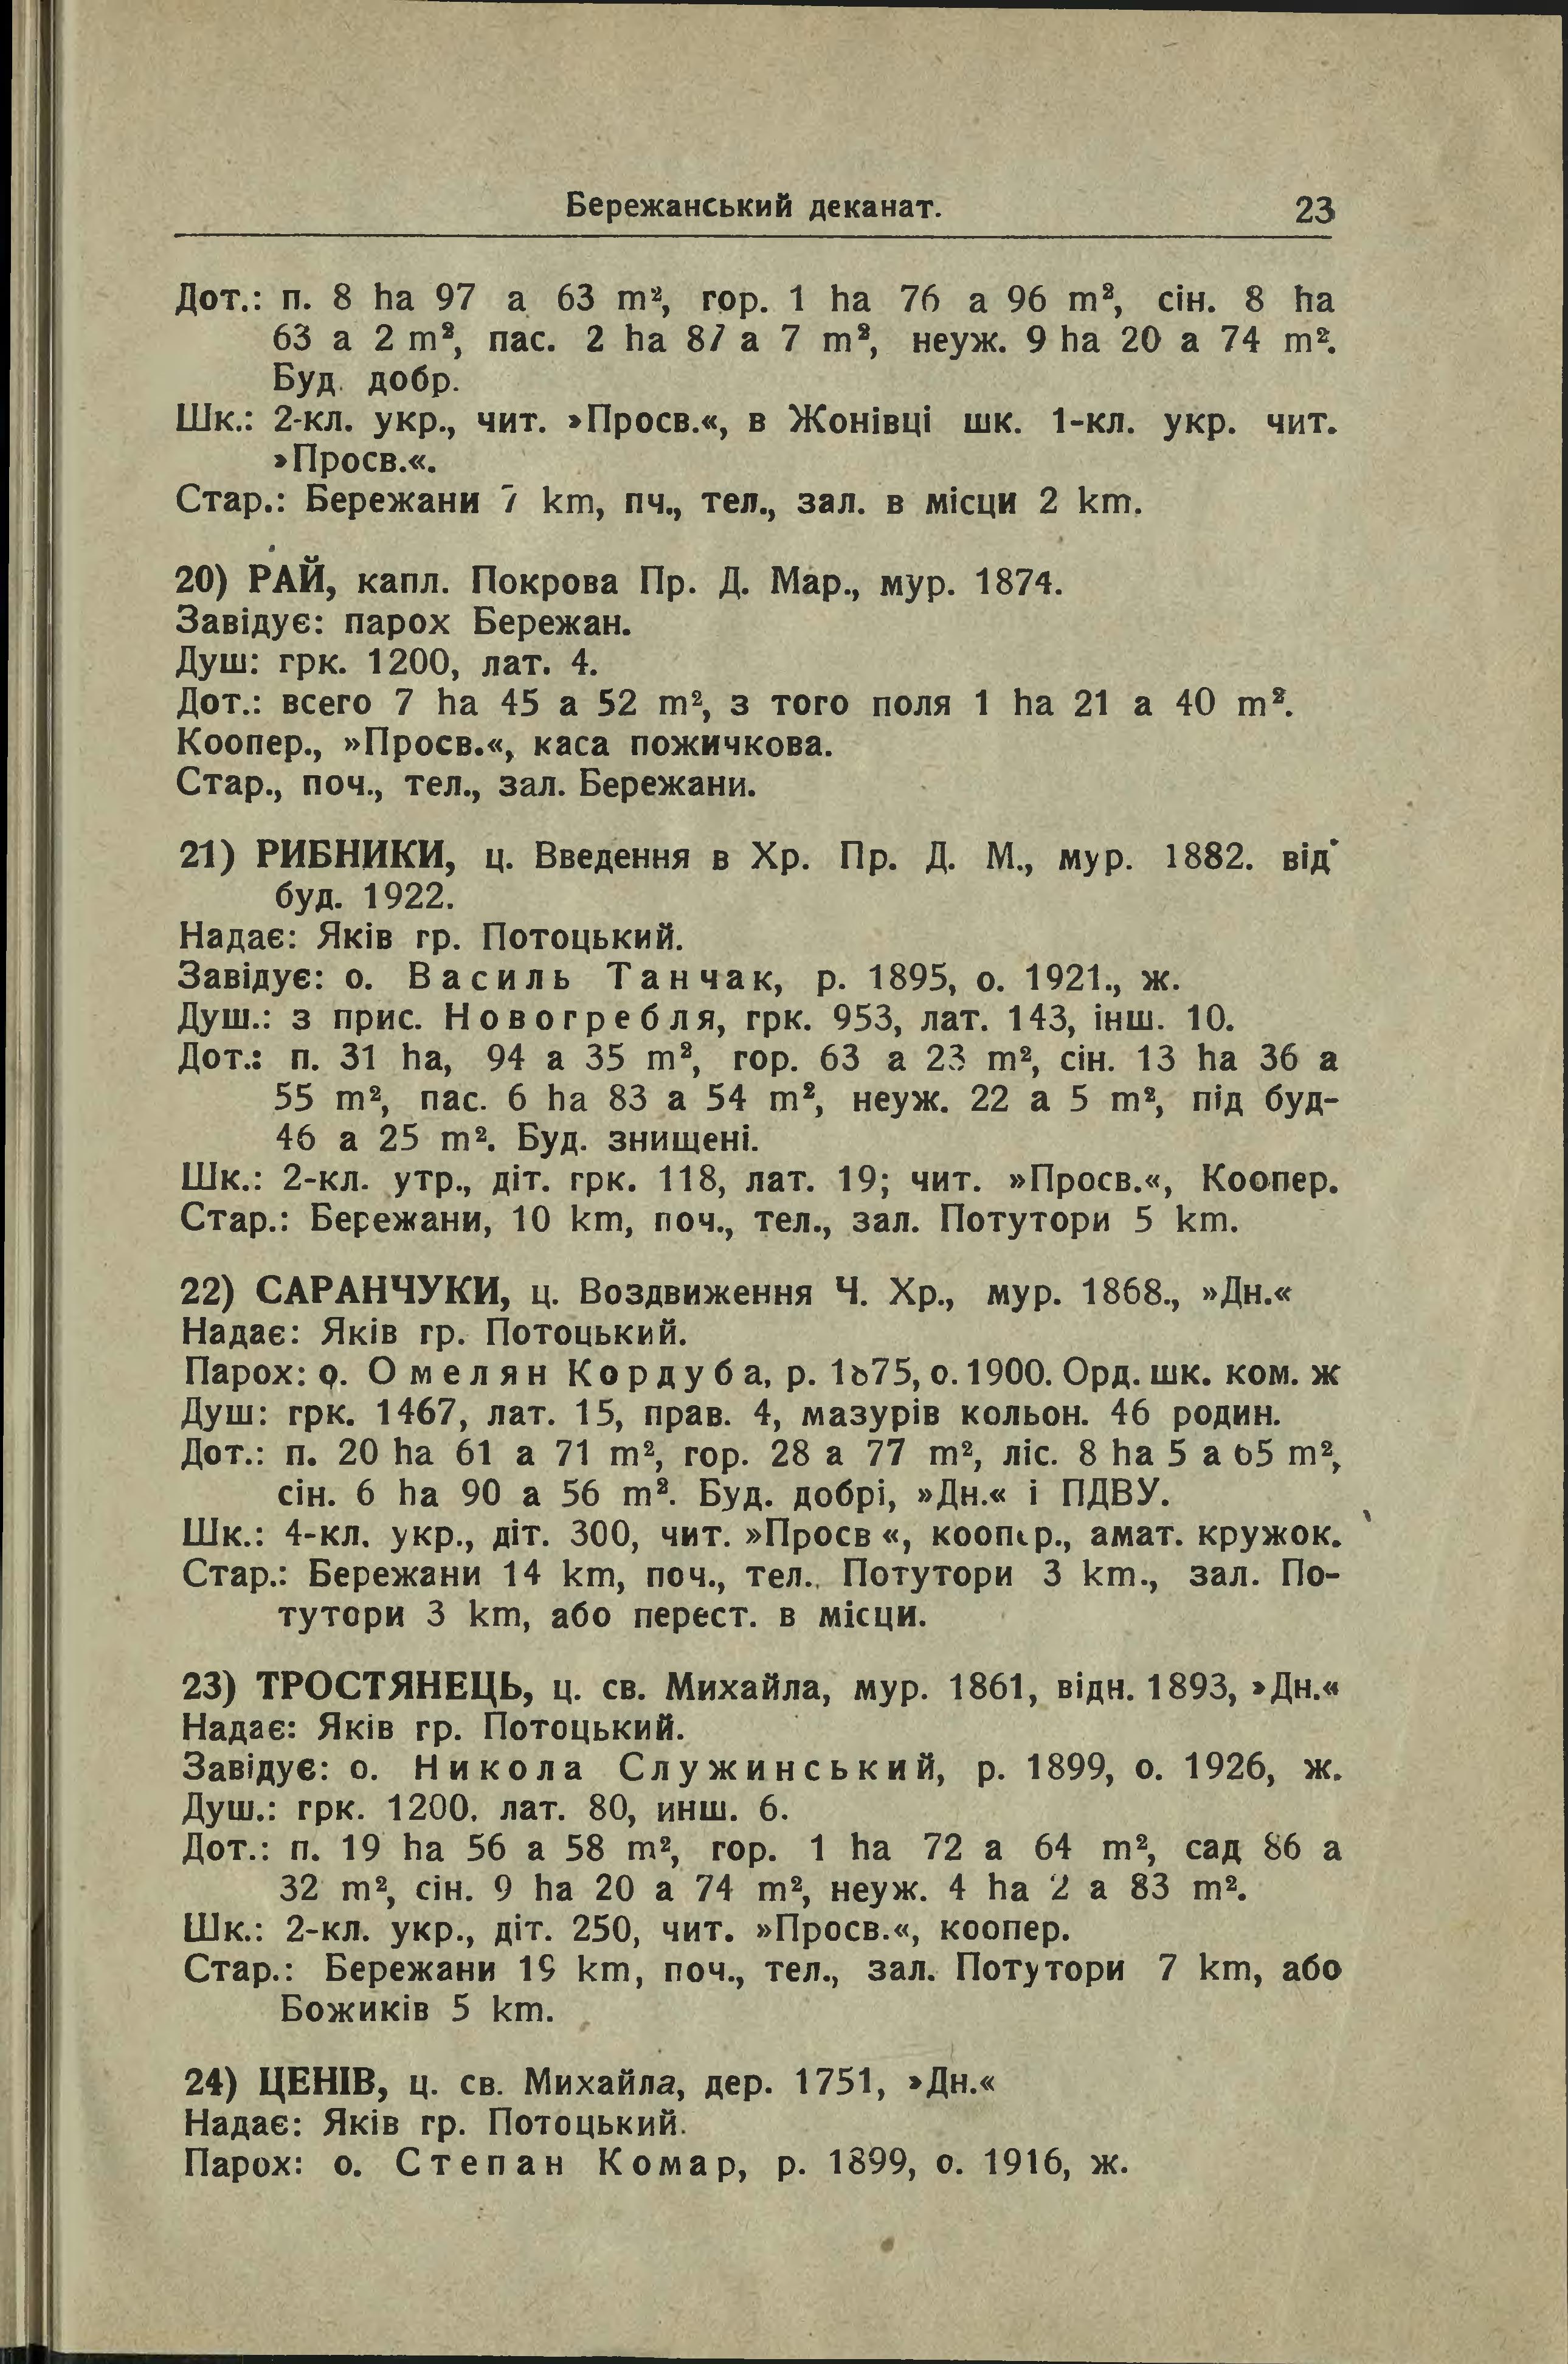 Бережанський деканат. 23
Дот.: п. 8 ha 97 а 63 m², гор. 1 ha 76 а 96 m², сін. 8 ha
63 а 2 m², пас. 2 ha 87 а 7 m², неуж. 9 ha 20 а 74 m².
Буд. добр.
Шк.: 2-кл. укр., чит. »Просв.«, в Жонівці шк. 1-кл. укр. чит.
»Просв.«.
Стар.: Бережани 7 km, пч., тел., зал. в місци 2 km.
20) РАЙ, капл. Покрова Пр. Д. Мар., мур. 1874.
Завідує: парох Бережан.
Душ: грк. 1200, лат. 4.
Дот.: всего 7 ha 45 а 52 m², з того поля 1 ha 21 а 40 m².
Коопер., »Просв.«, каса пожичкова.
Стар., поч., тел., зал. Бережани.
21) РИБНИКИ, ц. Введення в Хр. Пр. Д. М., мур. 1882. від
буд. 1922.
Надає: Яків гр. Потоцький.
Завідує: о. Василь Танчак, р. 1895, о. 1921., ж.
Душ.: з прис. Новогребля, грк. 953, лат. 143, інш. 10.
Дот.: п. 31 ha, 94 а 35 m², гор. 63 а 23 m², сін. 13 ha 36 а
55 m², пас. 6 ha 83 а 54 m², неуж. 22 а 5 m², під буд-
46 а 25 m². Буд. знищені.
Шк.: 2-кл. утр., діт. грк. 118, лат. 19; чит. »Просв.«, Коопер.
Стар.: Бережани, 10 km, поч., тел., зал. Потутори 5 km.
22) САРАНЧУКИ, ц. Воздвиження Ч. Хр., мур. 1868., »Дн.«
Надає: Яків гр. Потоцький.
Парох: о. Омелян Кордуба, р. 1875, о. 1900. Орд. шк. ком. ж
Душ: грк. 1467, лат. 15, прав. 4, мазурів кольон. 46 родин.
Дот.: п. 20 ha 61 а 71 m², гор. 28 а 77 m², ліс. 8 ha 5 а 65 m²,
сін. 6 ha 90 а 56 m². Буд. добрі, »Дн.« і ПДВУ.
Шк.: 4-кл. укр., діт. 300, чит. »Просв«, коопер., амат. кружок.
Стар.: Бережани 14 km, поч., тел., Потутори 3 km., зал. По-
тутори 3 km, або перест. в місци.
23) ТРОСТЯНЕЦЬ, ц. св. Михайла, мур. 1861, відн. 1893, »Дн.«
Надає: Яків гр. Потоцький.
Завідує: о. Никола Служинський, р. 1899, о. 1926, ж.
Душ.: грк. 1200. лат. 80, инш. 6.
Дот.: п. 19 ha 56 а 58 m², гор. 1 ha 72 а 64 m², сад 86 а
32 m², сін. 9 ha 20 а 74 m², неуж. 4 ha 2 а 83 m².
Шк.: 2-кл. укр., діт. 250, чит. »Просв.«, коопер.
Стар.: Бережани 19 km, поч., тел., зал. Потутори 7 km, або
Божиків 5 km.
24) ЦЕНІВ, ц. св. Михайла, дер. 1751, »Дн.«
Надає: Яків гр. Потоцький.
Парох: о. Степан Комар, р. 1899, о. 1916, ж.